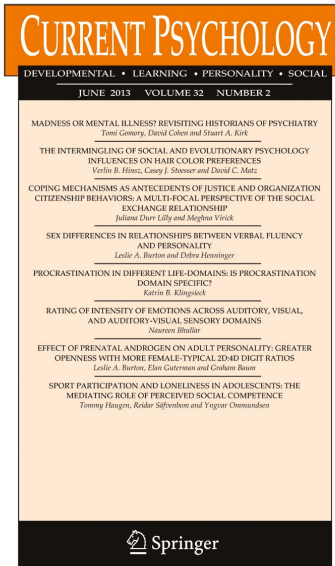 CURRENT PSYCHOLOGY
DEVELOPMENTAL • LEARNING • PERSONALITY • SOCIAL
JUNE 2013 VOLUME 32 NUMBER 2
MADNESS OR MENTAL ILLNESS? REVISITING HISTORIANS OF PSYCHIATRY
Tomi Gomory, David Cohen and Stuart A. Kirk
THE INTERMINGLING OF SOCIAL AND EVOLUTIONARY PSYCHOLOGY
INFLUENCES ON HAIR COLOR PREFERENCES
Verlin B. Hinsz, Casey J. Stoesser and David C. Matz
COPING MECHANISMS AS ANTECEDENTS OF JUSTICE AND ORGANIZATION
CITIZENSHIP BEHAVIORS: A MULTI-FOCAL PERSPECTIVE OF THE SOCIAL
EXCHANGE RELATIONSHIP
Juliana Durr Lilly and Meghna Virick
SEX DIFFERENCES IN RELATIONSHIPS BETWEEN VERBAL FLUENCY
AND PERSONALITY
Leslie A. Burton and Debra Henninger
PROCRASTINATION IN DIFFERENT LIFE-DOMAINS: IS PROCRASTINATION
DOMAIN SPECIFIC?
Katrin B. Klingsieck
RATING OF INTENSITY OF EMOTIONS ACROSS AUDITORY, VISUAL,
AND AUDITORY-VISUAL SENSORY DOMAINS
Naureen Bhullar
EFFECT OF PRENATAL ANDROGEN ON ADULT PERSONALITY: GREATER
OPENNESS WITH MORE FEMALE-TYPICAL 2D:4D DIGIT RATIOS
Leslie A. Burton, Elan Guterman and Graham Baum
SPORT PARTICIPATION AND LONELINESS IN ADOLESCENTS: THE
MEDIATING ROLE OF PERCEIVED SOCIAL COMPETENCE
Tommy Haugen, Reidar Säfvenbom and Yngvar Ommundsen
Springer